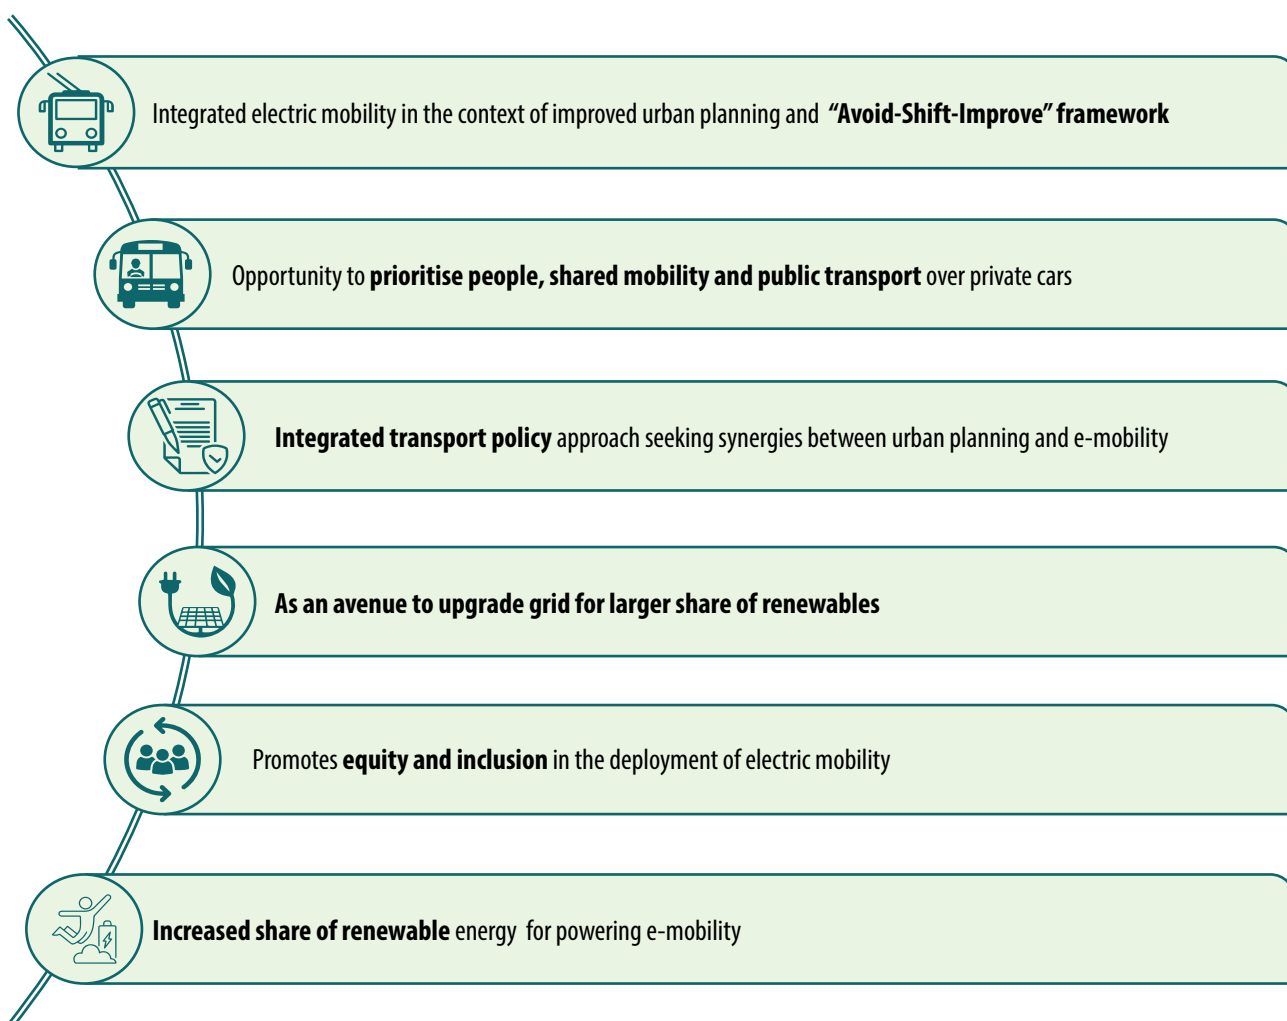 Integrated electric mobility in the context of improved urban planning and “Avoid-Shift-Improve” framework
Opportunity to prioritise people, shared mobility and public transport over private cars
Integrated transport policy approach seeking synergies between urban planning and e-mobility
As an avenue to upgrade grid for larger share of renewables
Promotes equity and inclusion in the deployment of electric mobility
Increased share of renewable energy for powering e-mobility